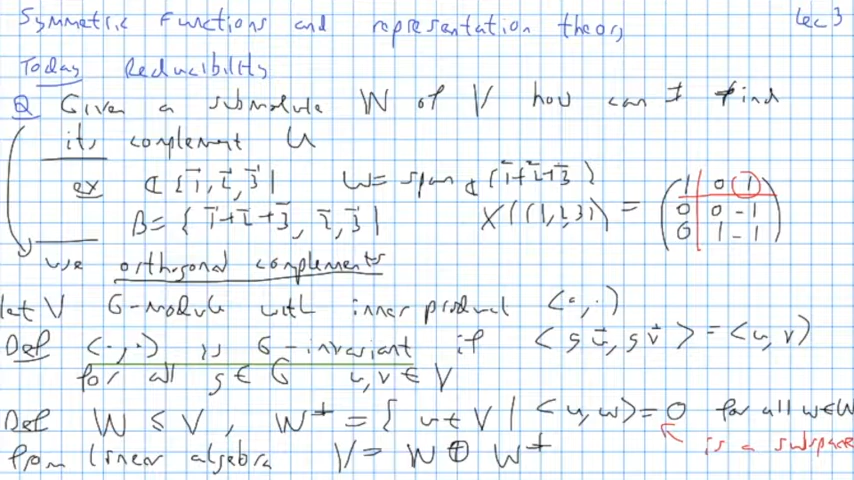 Symmetric Functions and representation theory Lec 3
Today Reducibility
Q Given a submodule W of V how can I find
its complement U
ex ℂ{1⃗, 2⃗, 3⃗} W = span ℂ{1⃗+2⃗+3⃗}
B = {1⃗+2⃗+3⃗, 2⃗, 3⃗} X((1,2,3)) = (1 0 1
0 0 -1
0 1 -1)
use orthogonal complements
let V G-module with inner product <·,·>
Def <·,·> is G-invariant if <gu⃗, gv⃗> = <u,v>
for all g ∈ G u,v ∈ V
Def W ≤ V, W^⊥ = {u ∈ V | <u,w> = 0 for all w∈W
is a subspace
from linear algebra V = W ⊕ W^⊥